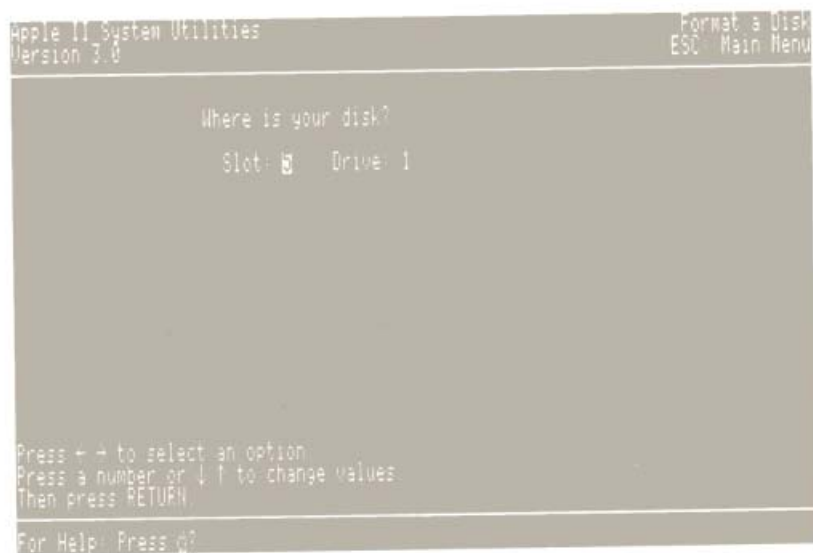 Apple II System Utilities
Version 3.0
Format a Disk
ESC: Main Menu
Where is your disk?
Slot: 5 Drive: 1
Press ← → to select an option
Press a number or ↓ ↑ to change values
Then press RETURN
For Help: Press ?